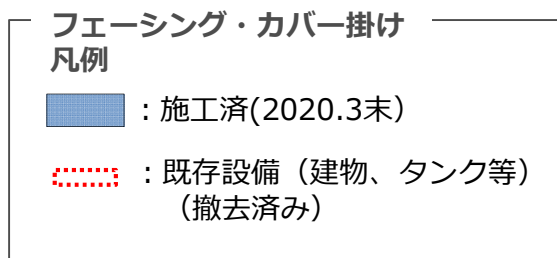 フェーシング・カバー掛け
凡例
：施工済(2020.3末）
：既存設備（建物、タンク等）
（撤去済み）